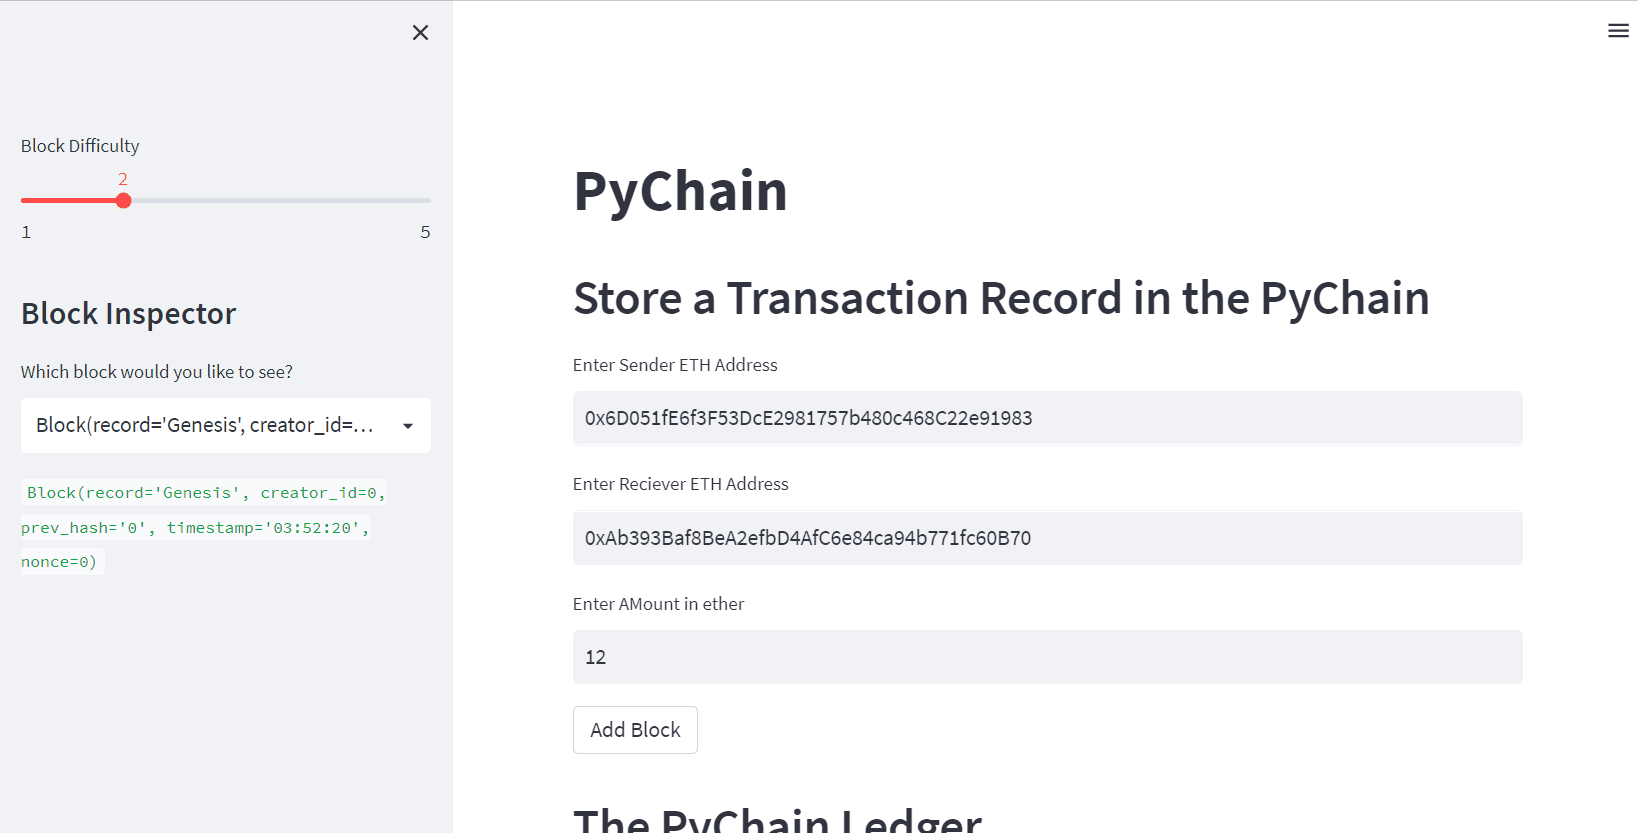 Block Difficulty
2
1
5
Block Inspector
Which block would you like to see?
Block(record='Genesis', creator_id=...
Block(record='Genesis', creator_id=0,
prev_hash='0', timestamp='03:52:20',
nonce=0)
PyChain
Store a Transaction Record in the PyChain
Enter Sender ETH Address
0x6D051fE6f3F53DcE2981757b480c468C22e91983
Enter Reciever ETH Address
0xAb393Baf8BeA2efbD4AfC6e84ca94b771fc60B70
Enter AMount in ether
12
Add Block
The PyChain Ledger